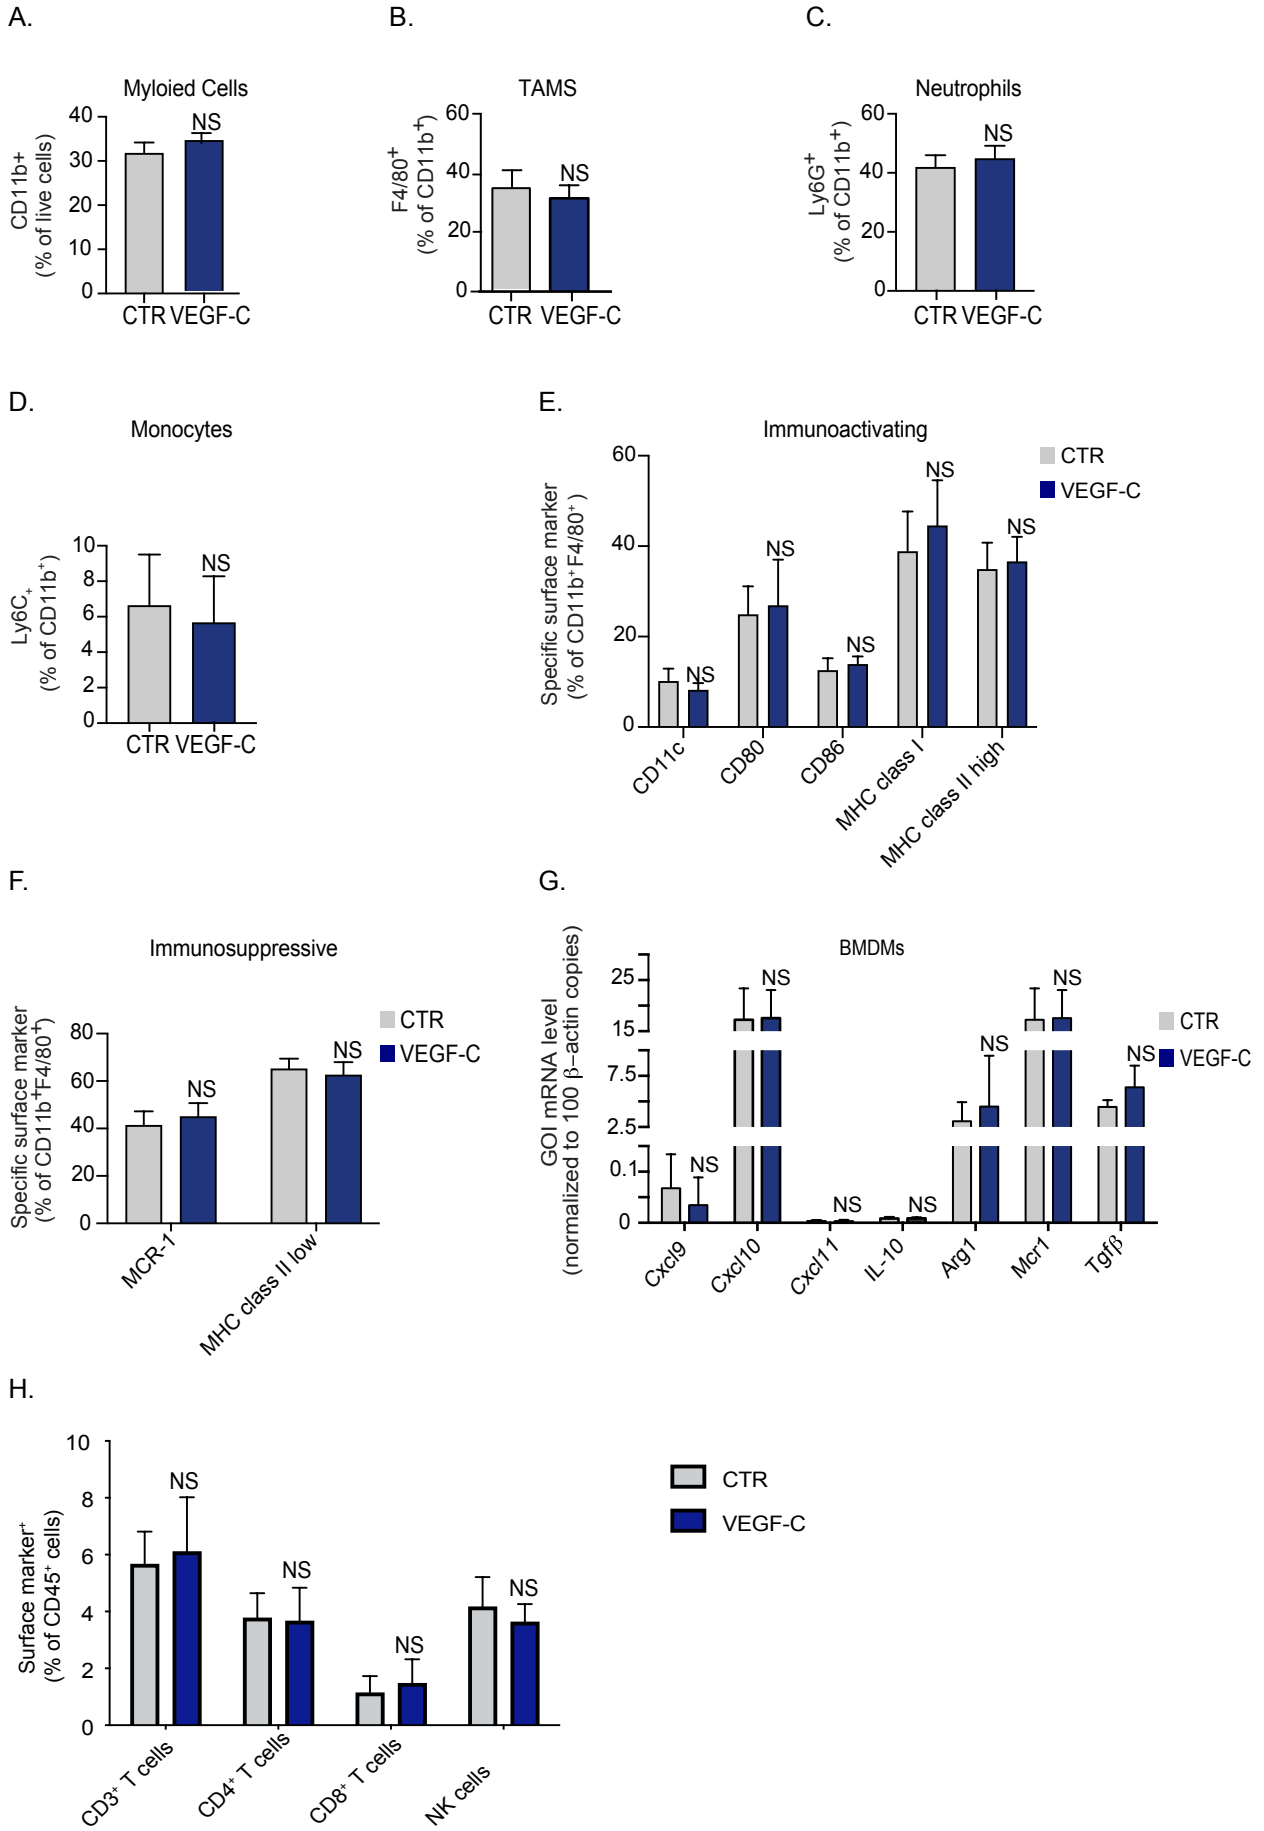 A.
Myloied Cells
CD11b+
(% of live cells)
40
30
20
10
0
NS
CTR VEGF-C
B.
TAMS
F4/80+
(% of CD11b+)
60
40
20
0
NS
CTR VEGF-C
C.
Neutrophils
Ly6G+
(% of CD11b+)
60
40
20
0
NS
CTR VEGF-C
D.
Monocytes
Ly6C+
(% of CD11b+)
10
8
6
4
2
0
NS
CTR VEGF-C
E.
Immunoactivating
Specific surface marker
(% of CD11b+F4/80+)
60
40
20
0
NS
NS
NS
NS
NS
CTR
VEGF-C
CD11c
CD80
CD86
MHC class I
MHC class II high
F.
Immunosuppressive
Specific surface marker
(% of CD11b+F4/80+)
80
60
40
20
0
NS
NS
CTR
VEGF-C
MCR-1
MHC class II low
G.
BMDMs
GOI mRNA level
(normalized to 100 β–actin copies)
25
15
7.5
2.5
0.1
0
NS
NS
NS
NS
NS
NS
NS
CTR
VEGF-C
Cxcl9
Cxcl10
Cxcl11
IL-10
Arg1
Mcr1
Tgfβ
H.
Surface marker+
(% of CD45+ cells)
10
8
6
4
2
0
NS
NS
NS
NS
CTR
VEGF-C
CD3+ T cells
CD4+ T cells
CD8+ T cells
NK cells